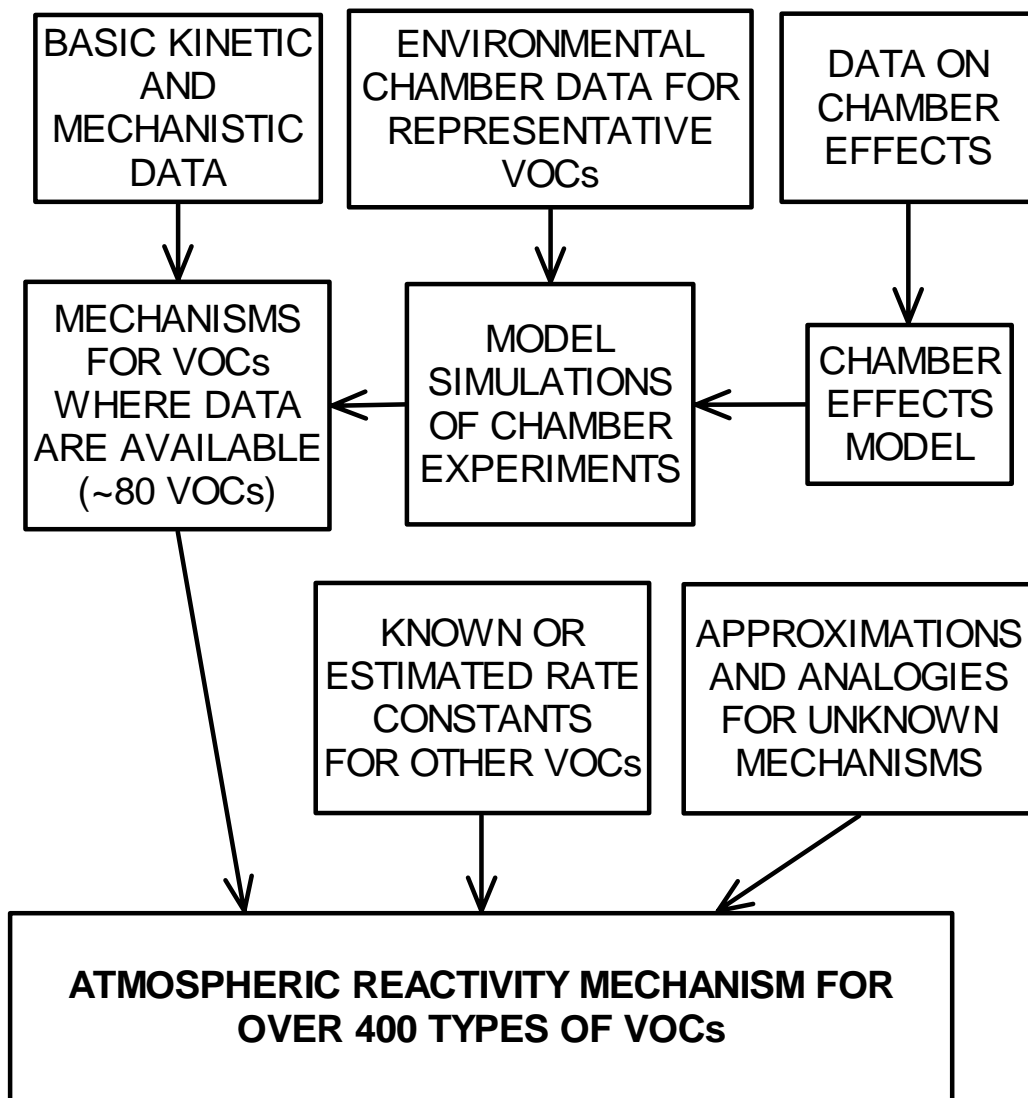 BASIC KINETIC
AND
MECHANISTIC
DATA
ENVIRONMENTAL
CHAMBER DATA FOR
REPRESENTATIVE
VOCs
DATA ON
CHAMBER
EFFECTS
MECHANISMS
FOR VOCs
WHERE DATA
ARE AVAILABLE
(~80 VOCs)
MODEL
SIMULATIONS
OF CHAMBER
EXPERIMENTS
CHAMBER
EFFECTS
MODEL
KNOWN OR
ESTIMATED RATE
CONSTANTS
FOR OTHER VOCs
APPROXIMATIONS
AND ANALOGIES
FOR UNKNOWN
MECHANISMS
ATMOSPHERIC REACTIVITY MECHANISM FOR
OVER 400 TYPES OF VOCs